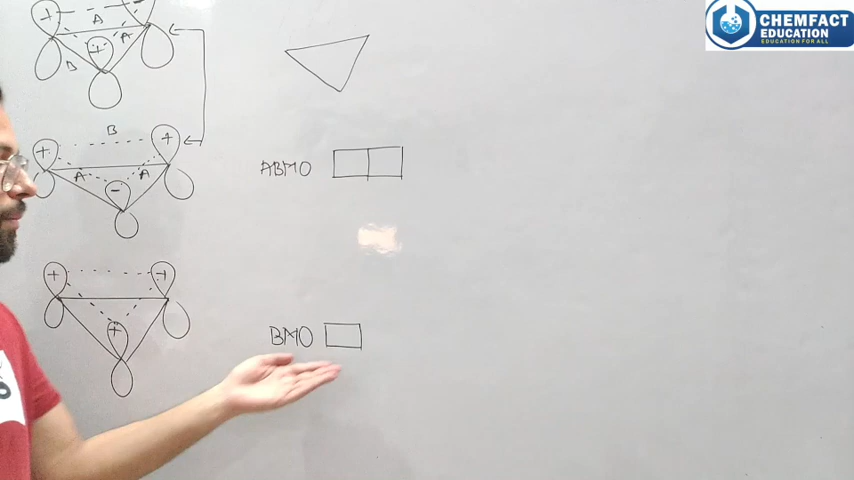 CHEMFACT
EDUCATION
EDUCATION FOR ALL
+ A
+ A
B
B
+ +
A A
-
ABMO
+ +
+
BMO